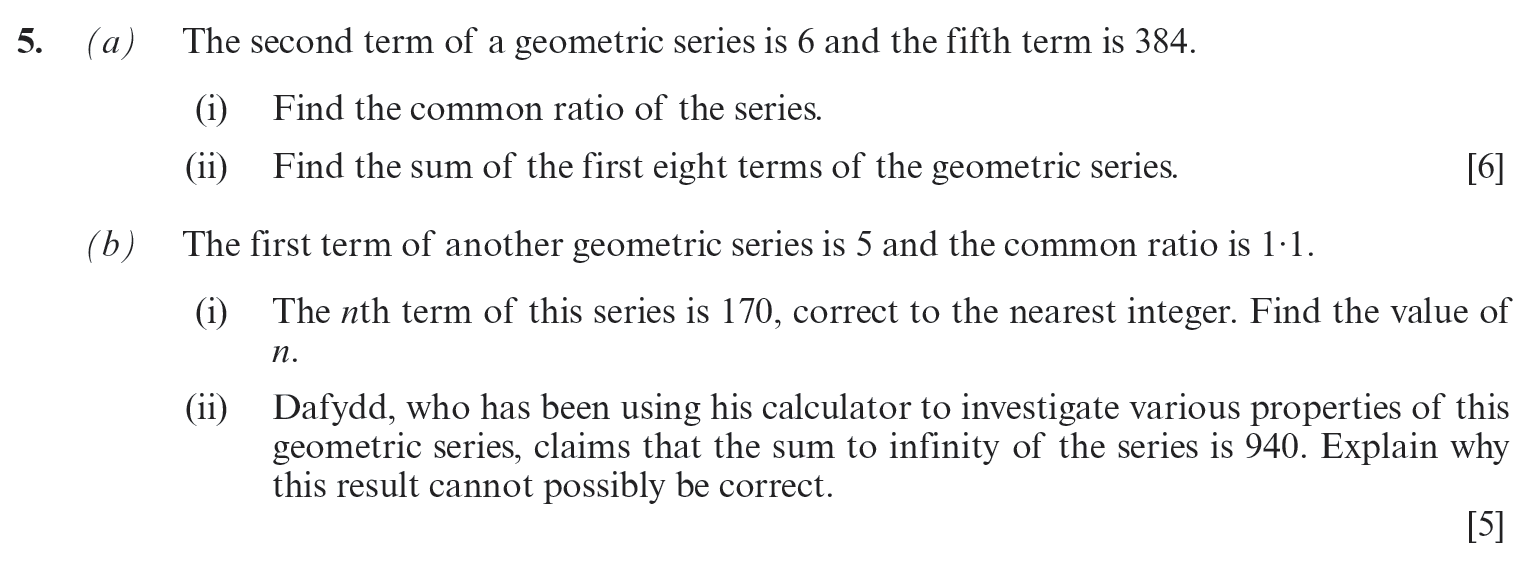 5. (a) The second term of a geometric series is 6 and the fifth term is 384.
(i) Find the common ratio of the series.
(ii) Find the sum of the first eight terms of the geometric series. [6]
(b) The first term of another geometric series is 5 and the common ratio is 1·1.
(i) The nth term of this series is 170, correct to the nearest integer. Find the value of
n.
(ii) Dafydd, who has been using his calculator to investigate various properties of this
geometric series, claims that the sum to infinity of the series is 940. Explain why
this result cannot possibly be correct.
[5]